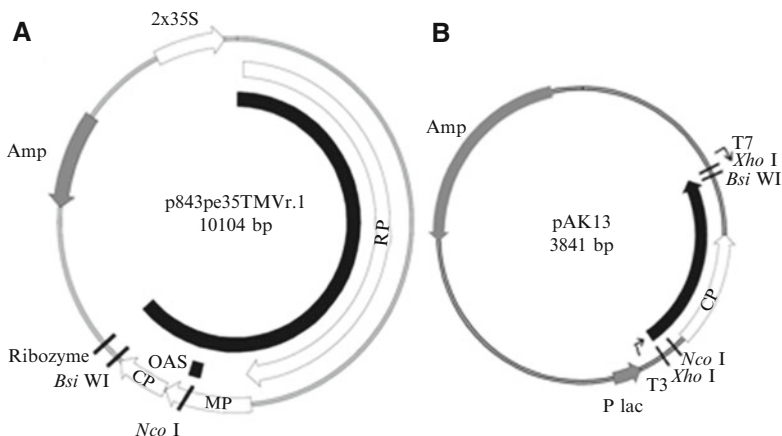 A
2x35S
Amp
p843pe35TMVr.1
10104 bp
RP
Ribozyme
Bsi WI
OAS
CP
MP
Nco I
B
Amp
T7
Xho I
Bsi WI
pAK13
3841 bp
CP
Nco I
Xho I
T3
P lac